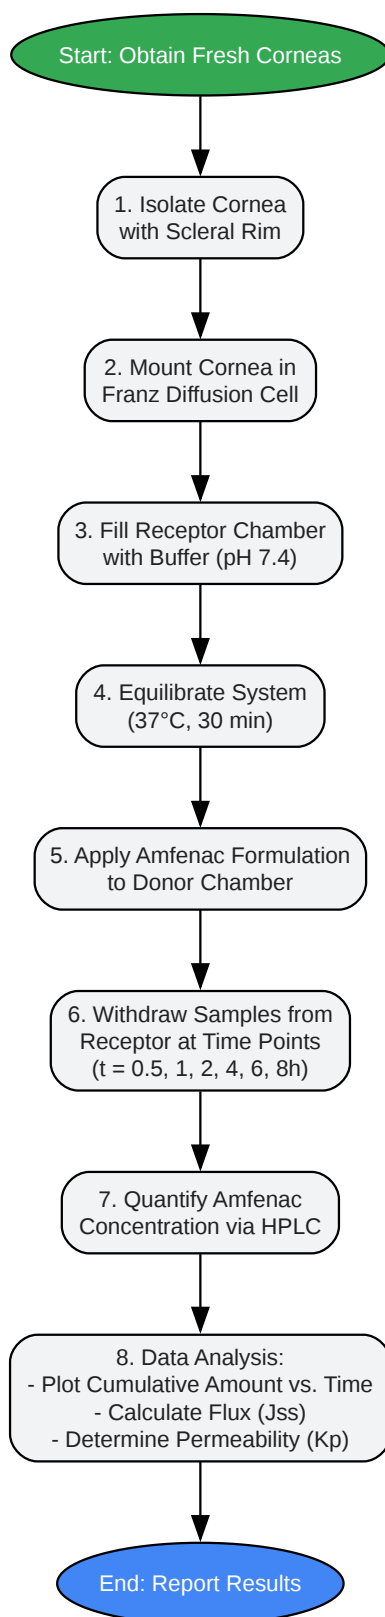 Start: Obtain Fresh Corneas
1. Isolate Cornea
with Scleral Rim
2. Mount Cornea in
Franz Diffusion Cell
3. Fill Receptor Chamber
with Buffer (pH 7.4)
4. Equilibrate System
(37°C, 30 min)
5. Apply Amfenac Formulation
to Donor Chamber
6. Withdraw Samples from
Receptor at Time Points
(t = 0.5, 1, 2, 4, 6, 8h)
7. Quantify Amfenac
Concentration via HPLC
8. Data Analysis:
- Plot Cumulative Amount vs. Time
- Calculate Flux (Jss)
- Determine Permeability (Kp)
End: Report Results